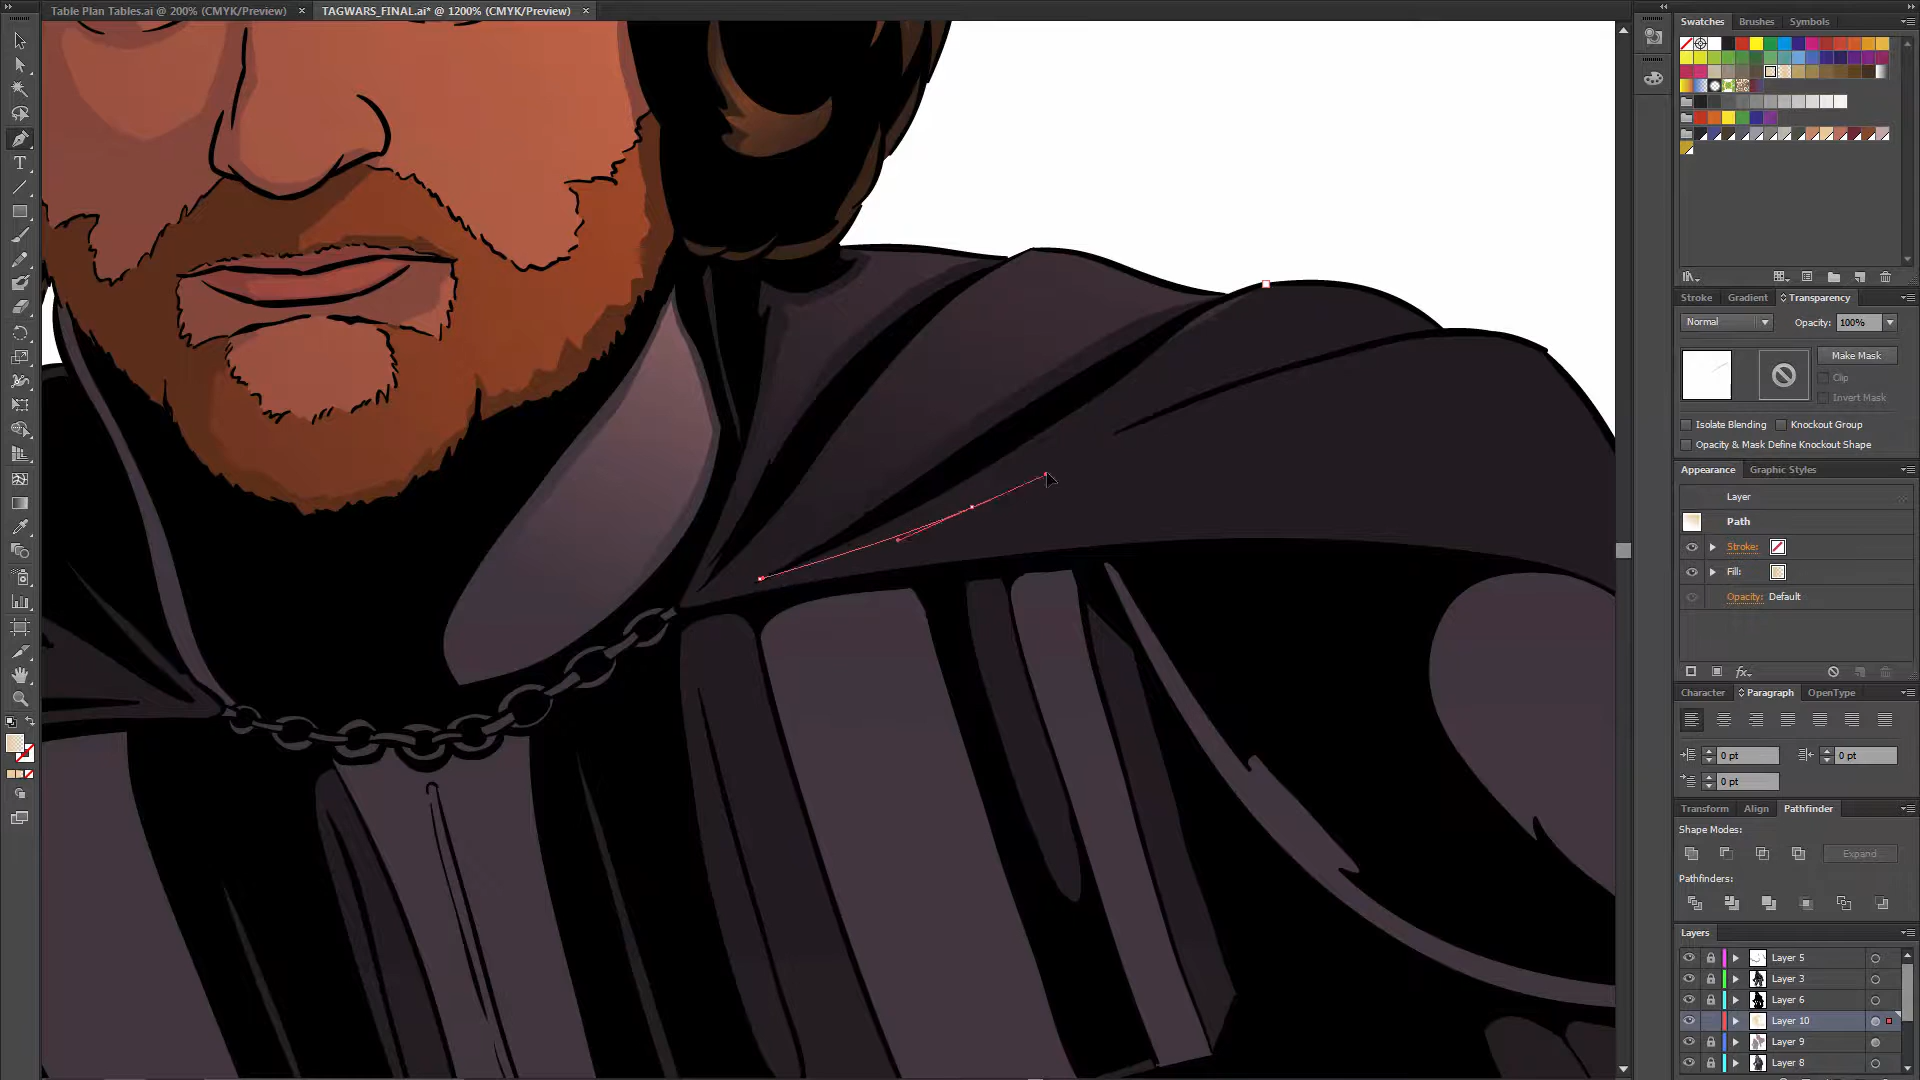 Table Plan Tables.ai @ 200% (CMYK/Preview)
TAGWARS_FINAL.ai* @ 1200% (CMYK/Preview)
Swatches Brushes Symbols
Stroke Gradient Transparency
Normal Opacity: 100%
Make Mask
Clip
Invert Mask
Isolate Blending Knockout Group
Opacity & Mask Define Knockout Shape
Appearance Graphic Styles
Layer
Path
Stroke:
Fill:
Opacity: Default
Character Paragraph OpenType
0 pt 0 pt
0 pt
Transform Align Pathfinder
Shape Modes:
Expand
Pathfinders:
Layers
Layer 5
Layer 3
Layer 6
Layer 10
Layer 9
Layer 8